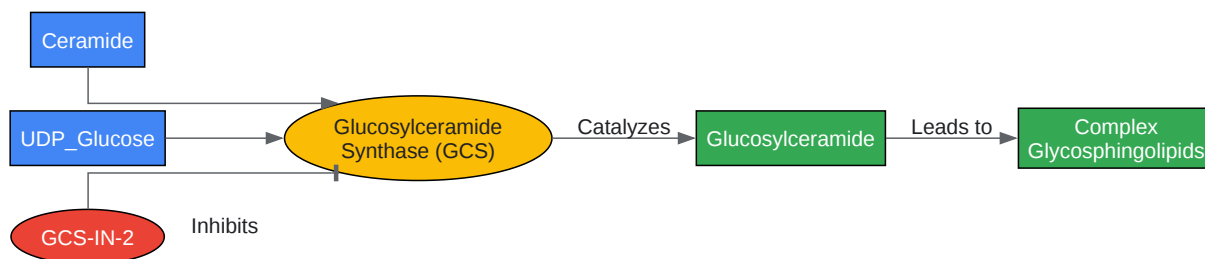 Ceramide
UDP_Glucose
GCS-IN-2
Inhibits
Glucosylceramide
Synthase (GCS)
Catalyzes
Glucosylceramide
Leads to
Complex
Glycosphingolipids